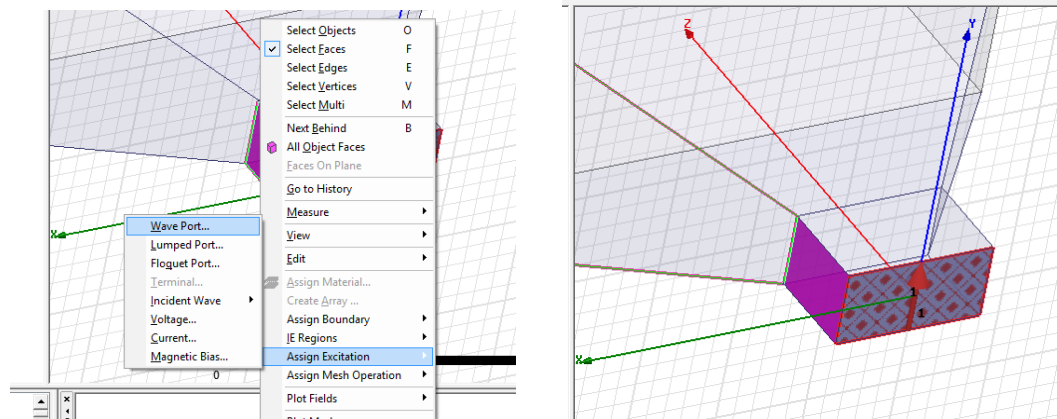 Select Objects O
Select Faces F
Select Edges E
Select Vertices V
Select Multi M
Next Behind B
All Object Faces
Faces On Plane
Go to History
Measure
View
Edit
Assign Material...
Create Array ...
Assign Boundary
IE Regions
Assign Excitation
Assign Mesh Operation
Plot Fields
X
Wave Port...
Lumped Port...
Floquet Port...
Terminal...
Incident Wave
Voltage...
Current...
Magnetic Bias...
0
Z
Y
1
1
X